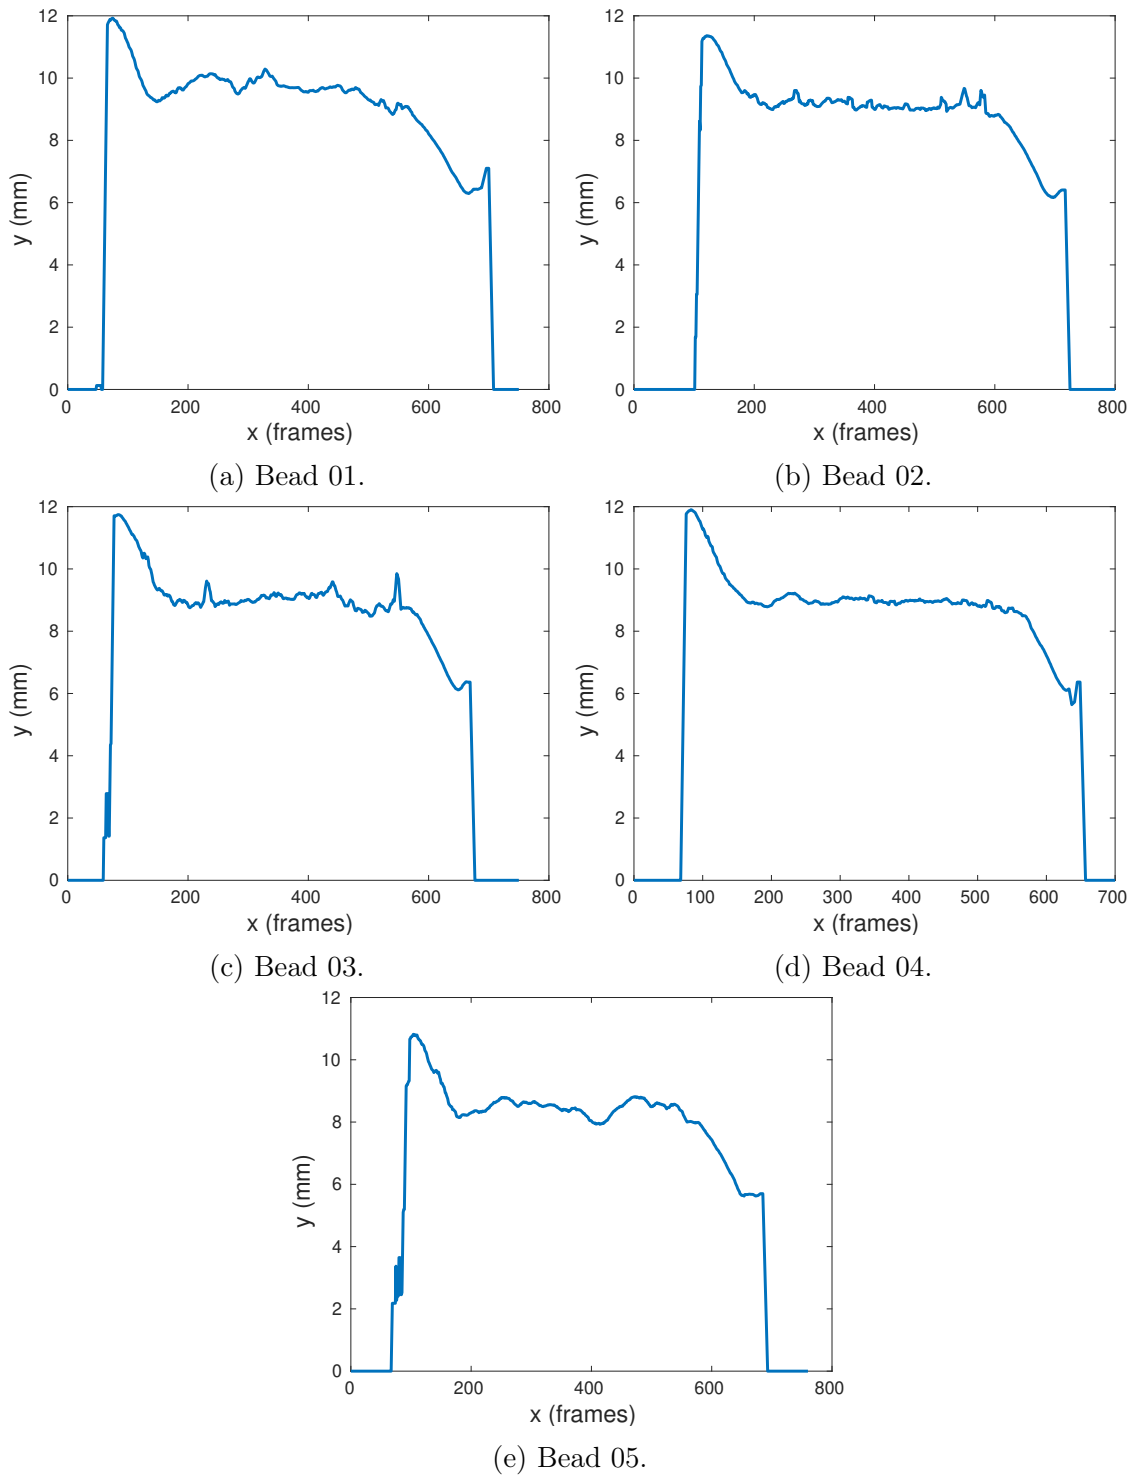 12
10
8
6
4
2
0
y (mm)
0 200 400 600 800
x (frames)
(a) Bead 01.
12
10
8
6
4
2
0
y (mm)
0 200 400 600 800
x (frames)
(b) Bead 02.
12
10
8
6
4
2
0
y (mm)
0 200 400 600 800
x (frames)
(c) Bead 03.
12
10
8
6
4
2
0
y (mm)
0 100 200 300 400 500 600 700
x (frames)
(d) Bead 04.
12
10
8
6
4
2
0
y (mm)
0 200 400 600 800
x (frames)
(e) Bead 05.